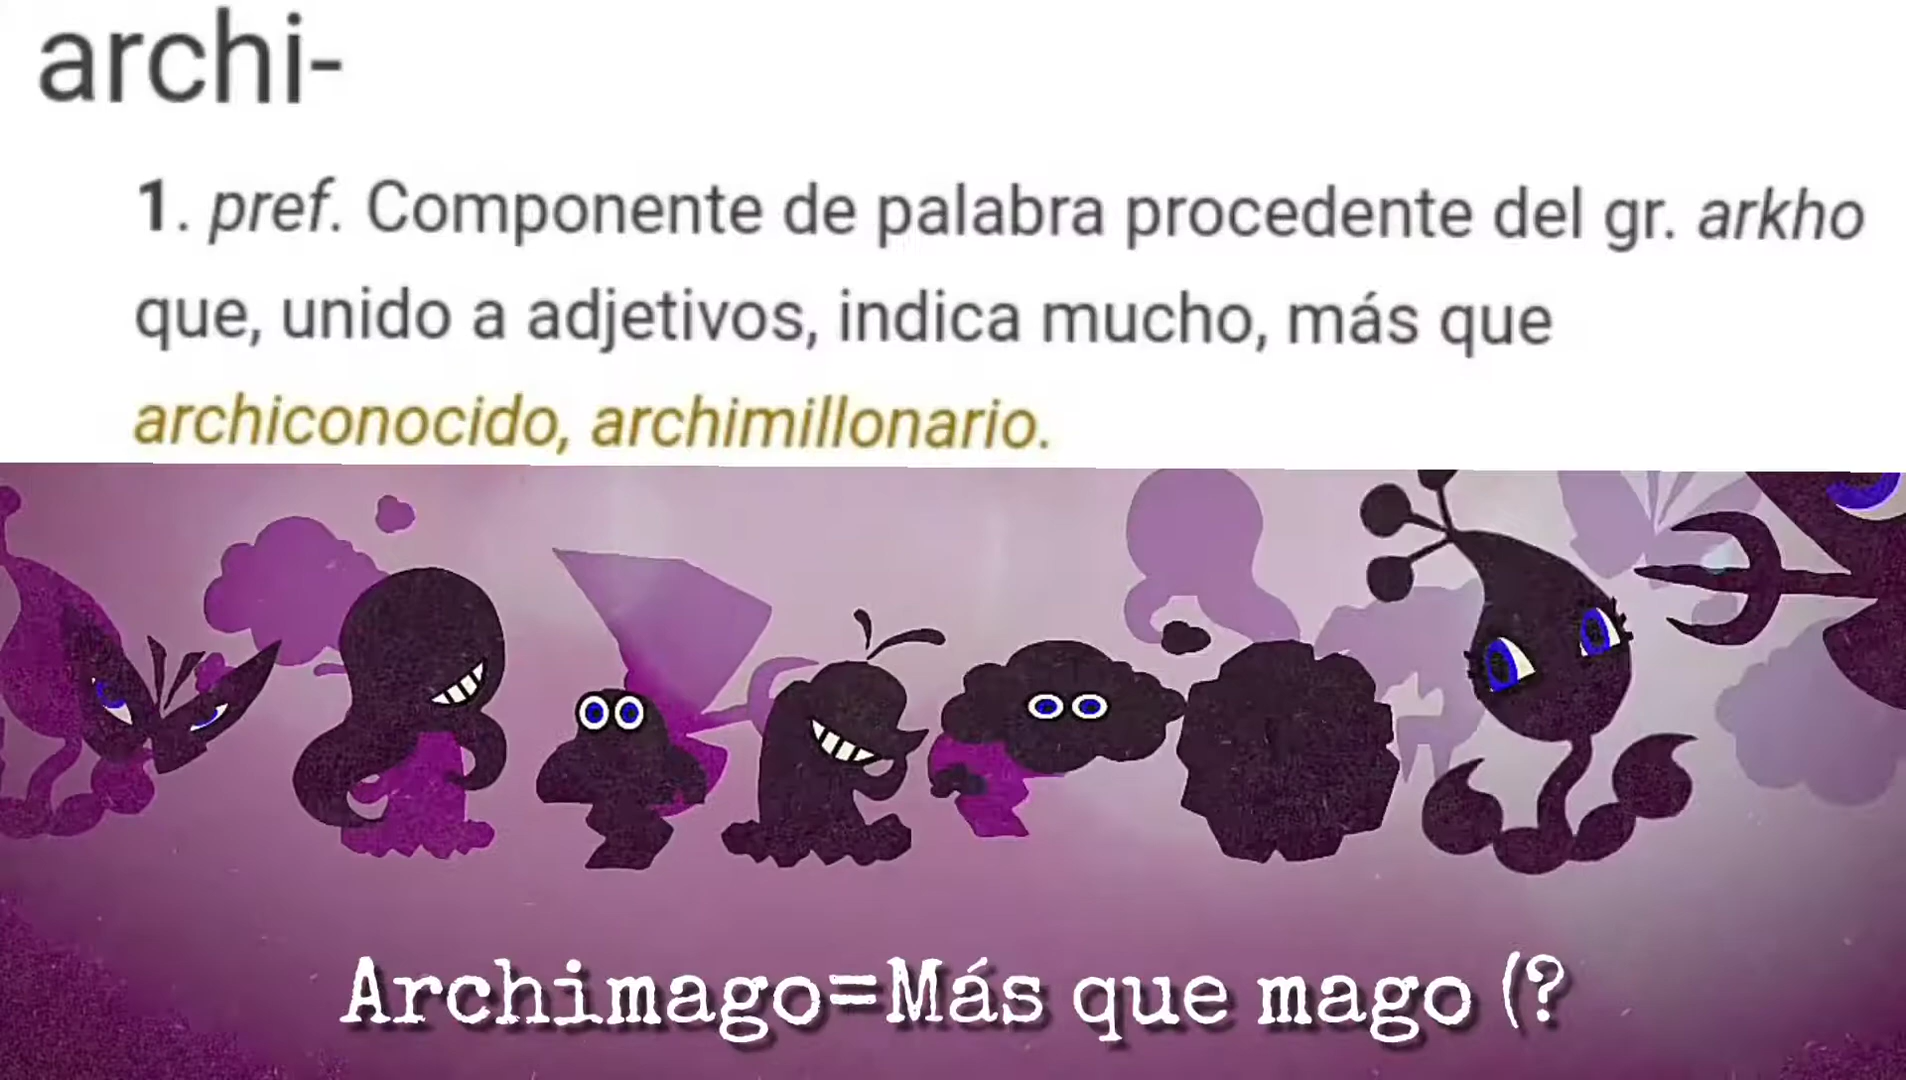 archi-
1. pref. Componente de palabra procedente del gr. arkho
que, unido a adjetivos, indica mucho, más que
archiconocido, archimillonario.
Archimago=Más que mago (?